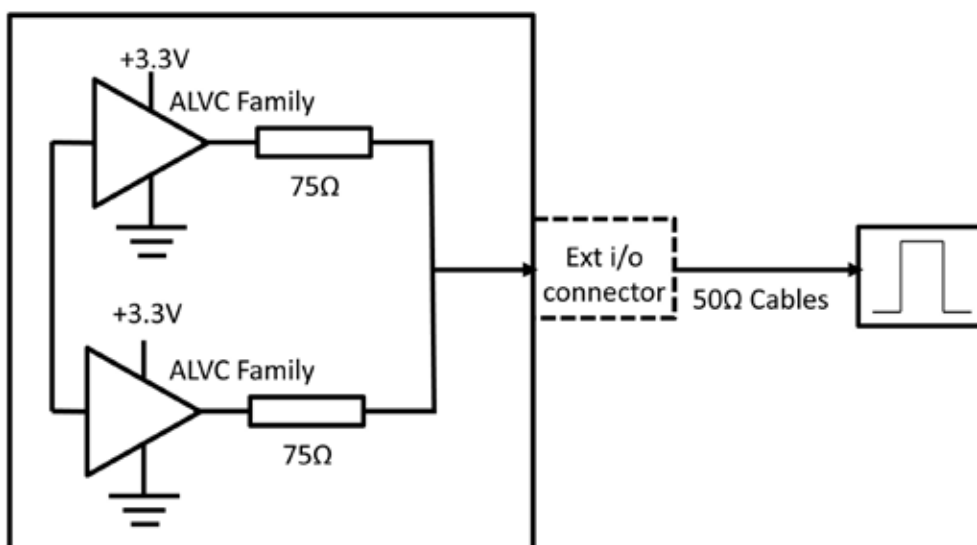 +3.3V
ALVC Family
75Ω
Ext i/o
connector
50Ω Cables
+3.3V
ALVC Family
75Ω